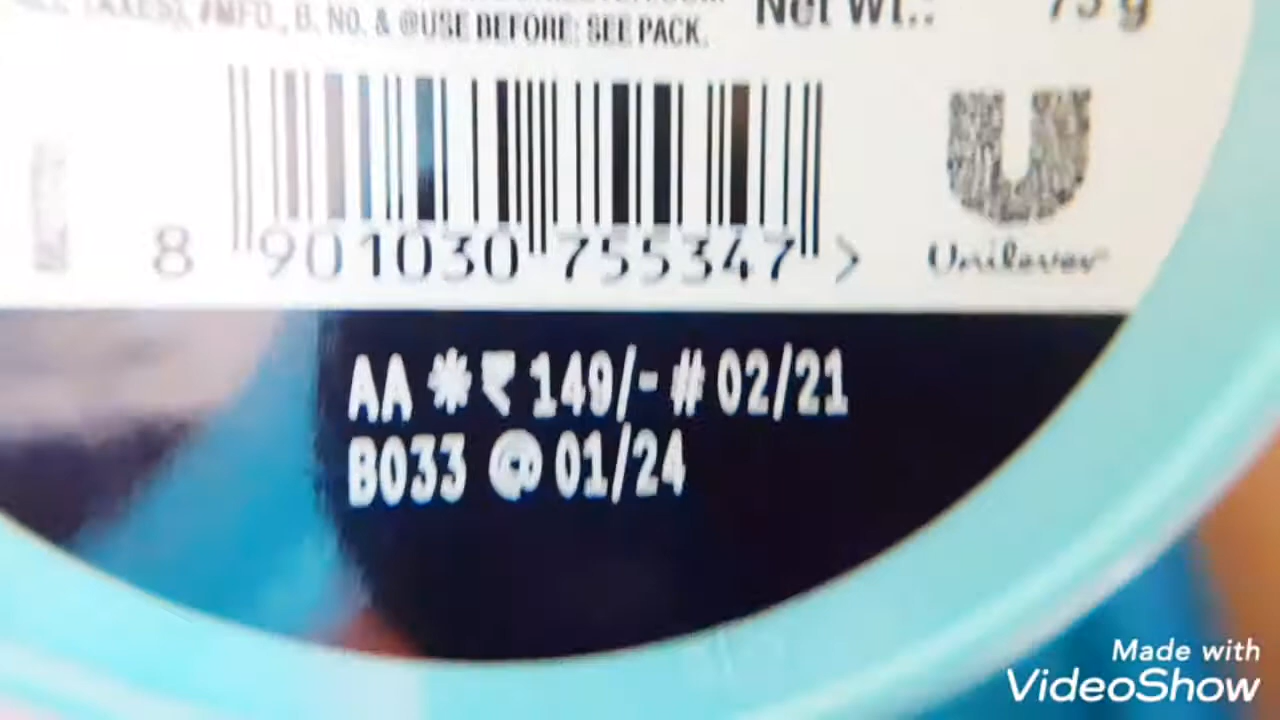 TAXES), #MFD., B. NO. & @USE BEFORE: SEE PACK.
Net Wt.: 75 g
8 901030 755347 >
Unilever
AA *₹ 149/- # 02/21
B033 @ 01/24
Made with
VideoShow